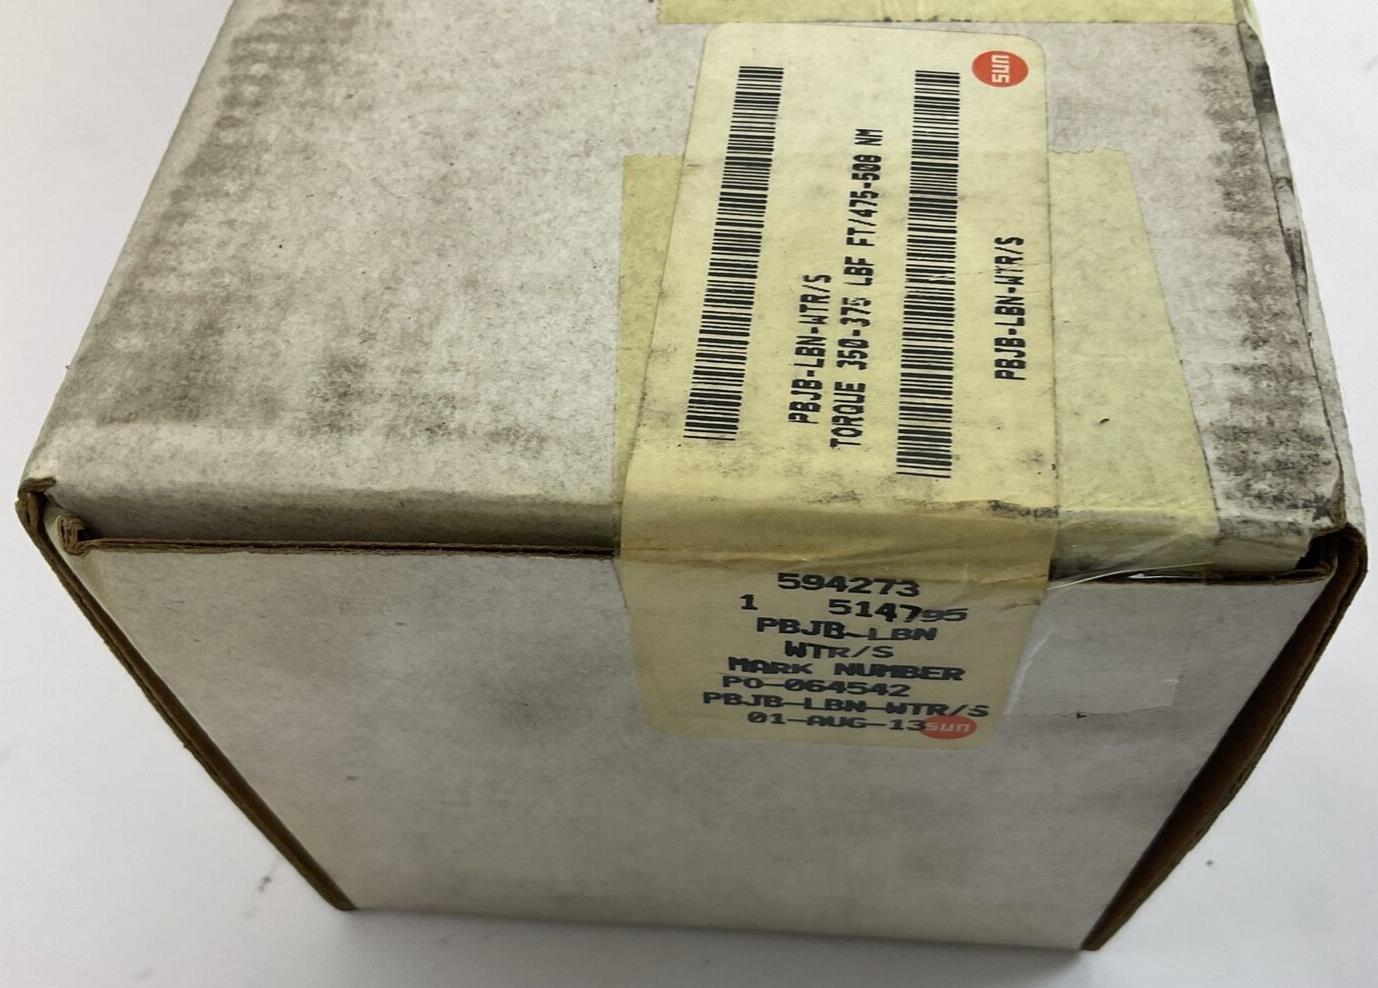 sun
PBJB-LBN-WTR/S
TORQUE 350-375 LBF FT/475-508 NM
PBJB-LBN-WTR/S
594273
1 514795
PBJB-LBN
WTR/S
MARK NUMBER
PO-064542
PBJB-LBN-WTR/S
01-AUG-13
sun